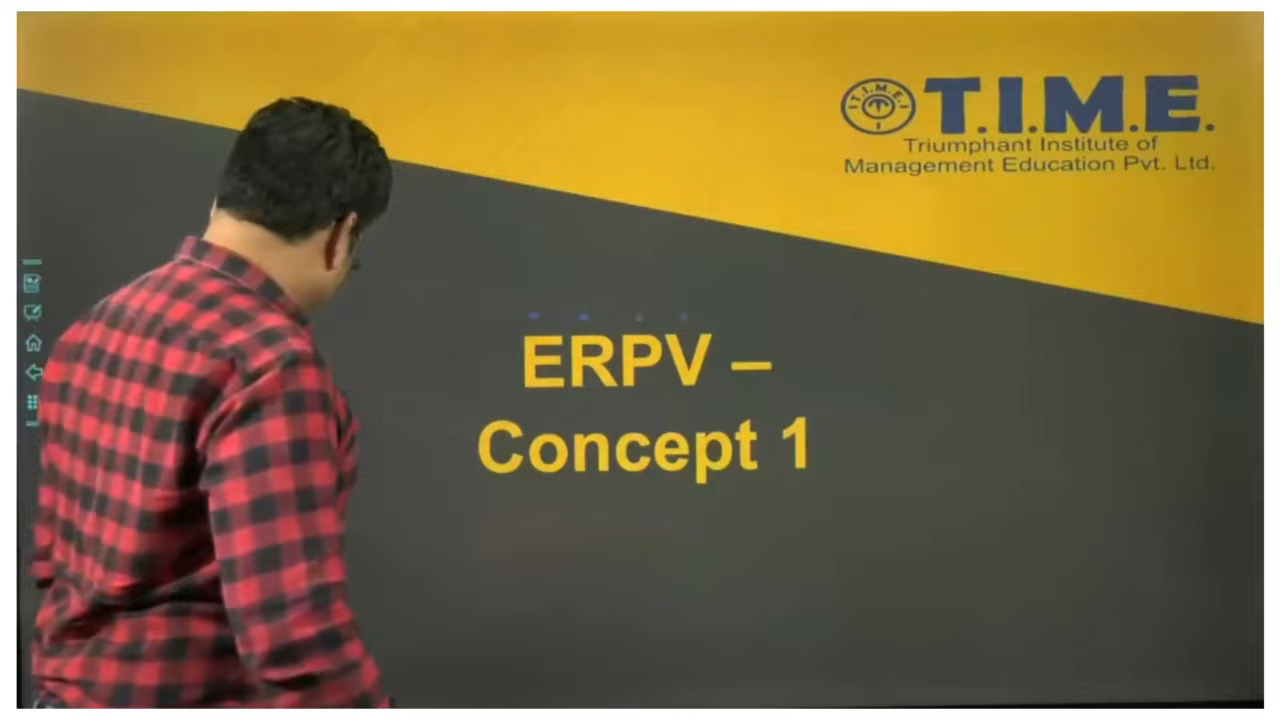 T.I.M.E.
T.I.M.E.
Triumphant Institute of
Management Education Pvt. Ltd.
ERPV –
Concept 1